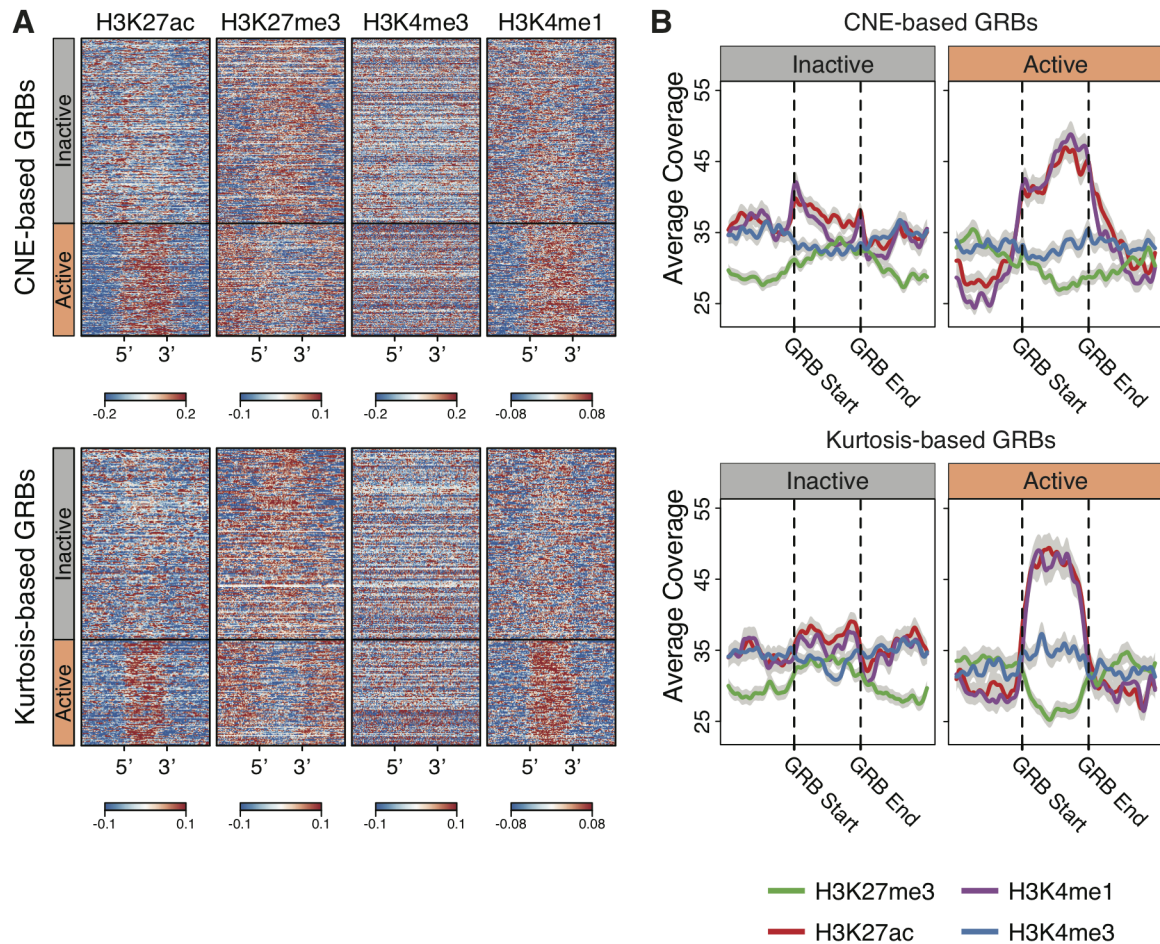 A
H3K27ac H3K27me3 H3K4me3 H3K4me1
CNE-based GRBs
Inactive
Active
5’ 3’ 5’ 3’ 5’ 3’ 5’ 3’
-0.2 0.2 -0.1 0.1 -0.2 0.2 -0.08 0.08
Kurtosis-based GRBs
Inactive
Active
5’ 3’ 5’ 3’ 5’ 3’ 5’ 3’
-0.1 0.1 -0.1 0.1 -0.1 0.1 -0.08 0.08
B
CNE-based GRBs
Inactive Active
Average Coverage
55
45
35
25
GRB Start GRB End GRB Start GRB End
Kurtosis-based GRBs
Inactive Active
Average Coverage
55
45
35
25
GRB Start GRB End GRB Start GRB End
H3K27me3 H3K4me1
H3K27ac H3K4me3